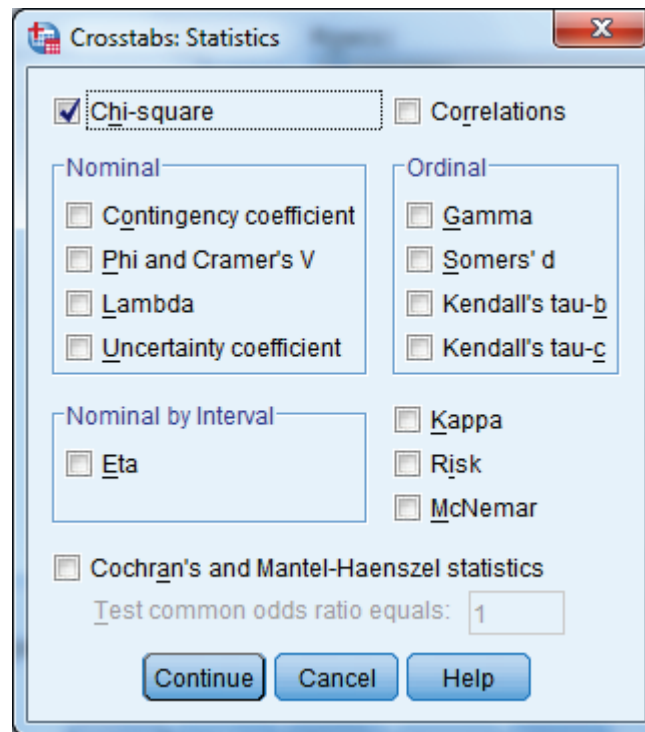 Crosstabs: Statistics
Chi-square
Correlations
Nominal
Contingency coefficient
Phi and Cramer's V
Lambda
Uncertainty coefficient
Ordinal
Gamma
Somers' d
Kendall's tau-b
Kendall's tau-c
Nominal by Interval
Eta
Kappa
Risk
McNemar
Cochran's and Mantel-Haenszel statistics
Test common odds ratio equals: 1
Continue Cancel Help